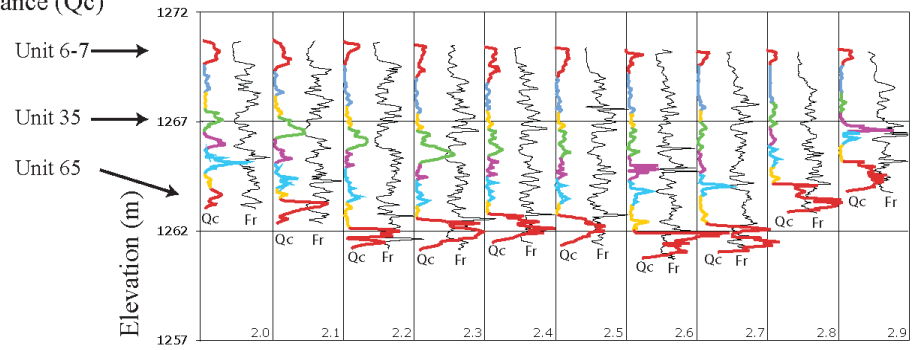 ance (Qc)
1272
Unit 6-7
Unit 35
1267
Unit 65
Elevation (m)
Qc Fr
Qc Fr
Qc Fr
Qc Fr
Qc Fr
Qc Fr
Qc Fr
Qc Fr
Qc Fr
Qc Fr
1262
1257
2.0 2.1 2.2 2.3 2.4 2.5 2.6 2.7 2.8 2.9